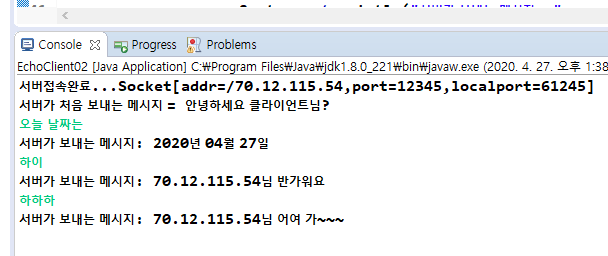 Console Progress Problems
EchoClient02 [Java Application] C:₩Program Files₩Java₩jdk1.8.0_221₩bin₩javaw.exe (2020. 4. 27. 오후 1:38
서버접속완료...Socket[addr=/70.12.115.54,port=12345,localport=61245]
서버가 처음 보내는 메시지 = 안녕하세요 클라이언트님?
오늘 날짜는
서버가 보내는 메시지: 2020년 04월 27일
하이
서버가 보내는 메시지: 70.12.115.54님 반가워요
하하하
서버가 보내는 메시지: 70.12.115.54님 어여 가~~~